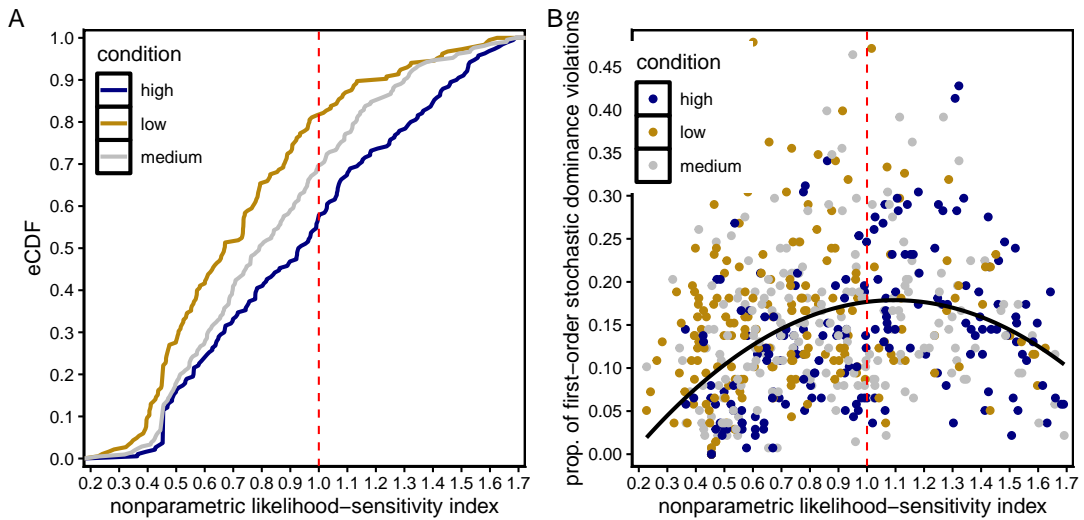 A
condition
high
low
medium
1.0
0.9
0.8
0.7
0.6
0.5
0.4
0.3
0.2
0.1
0.0
eCDF
0.2 0.3 0.4 0.5 0.6 0.7 0.8 0.9 1.0 1.1 1.2 1.3 1.4 1.5 1.6 1.7
nonparametric likelihood−sensitivity index
B
condition
high
low
medium
0.45
0.40
0.35
0.30
0.25
0.20
0.15
0.10
0.05
0.00
prop. of first−order stochastic dominance violations
0.2 0.3 0.4 0.5 0.6 0.7 0.8 0.9 1.0 1.1 1.2 1.3 1.4 1.5 1.6 1.7
nonparametric likelihood−sensitivity index